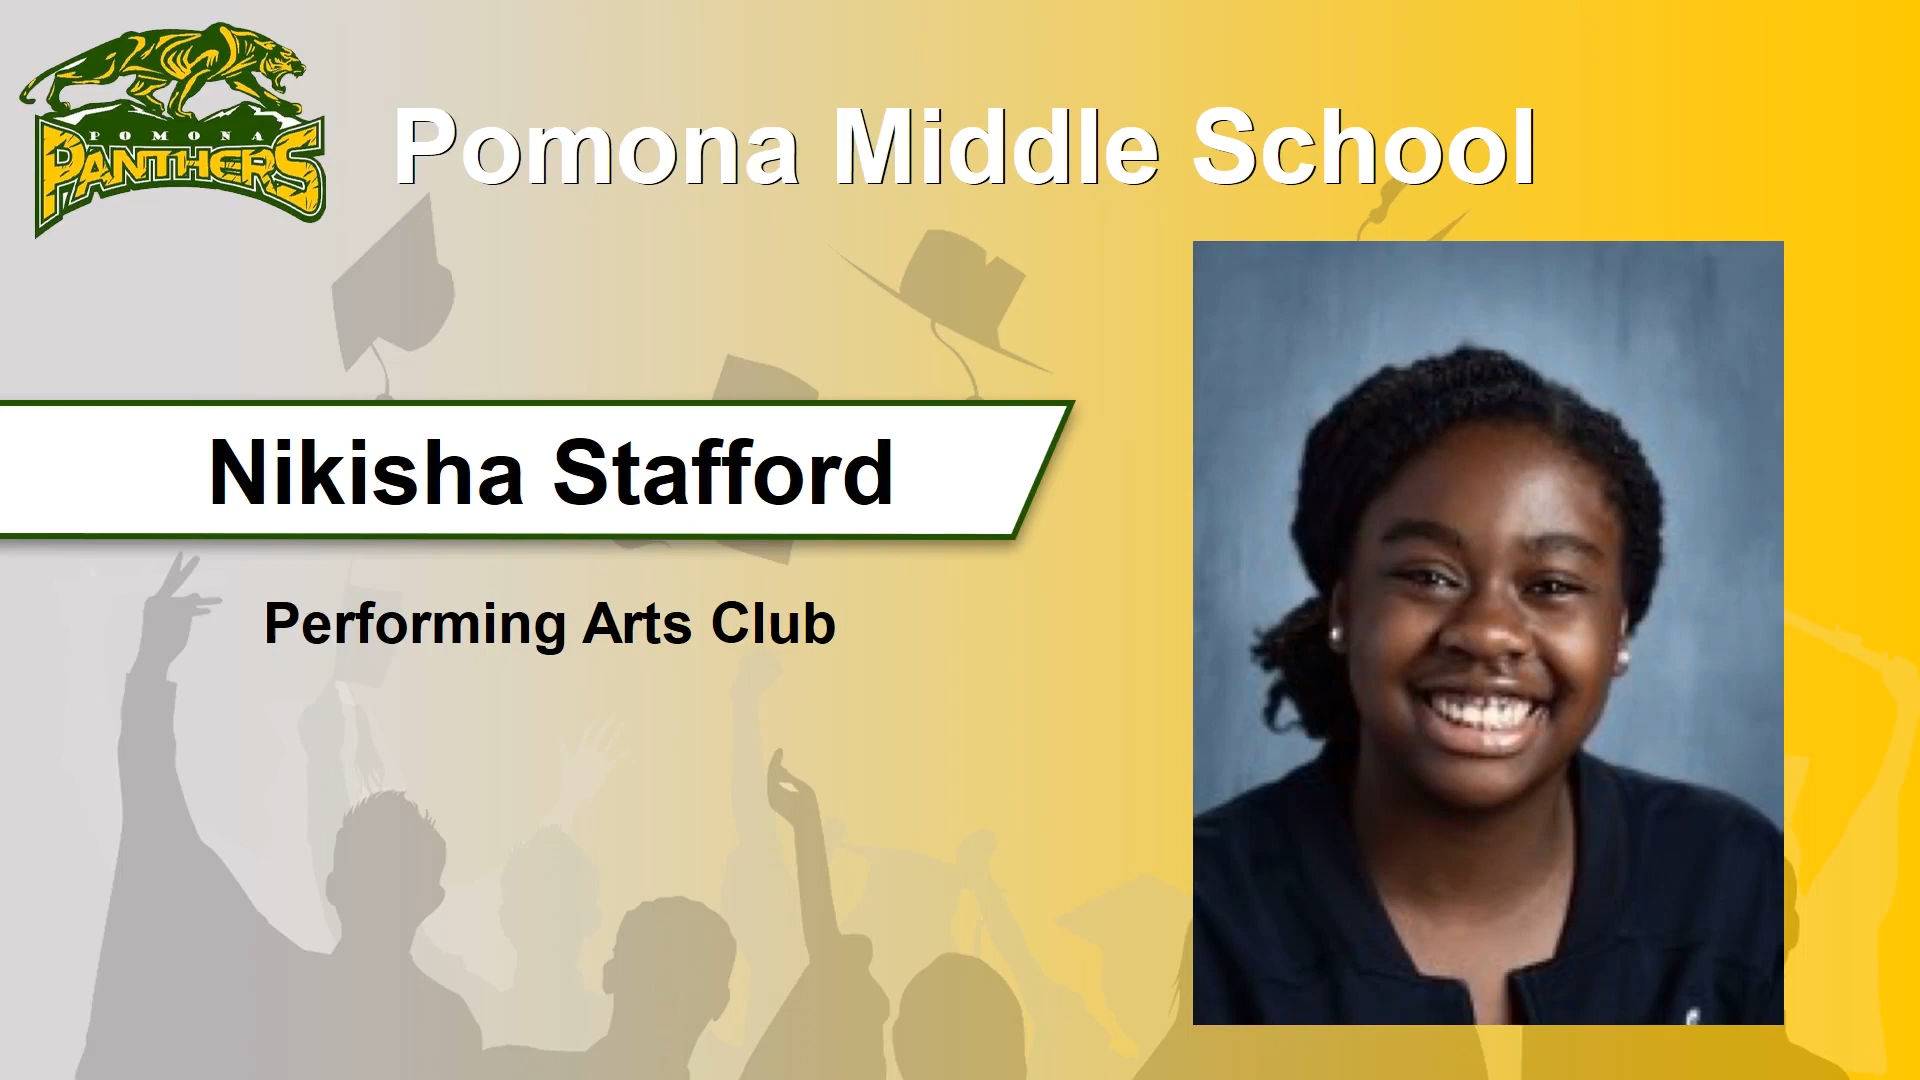 POMONA
PANTHERS
Pomona Middle School
Nikisha Stafford
Performing Arts Club